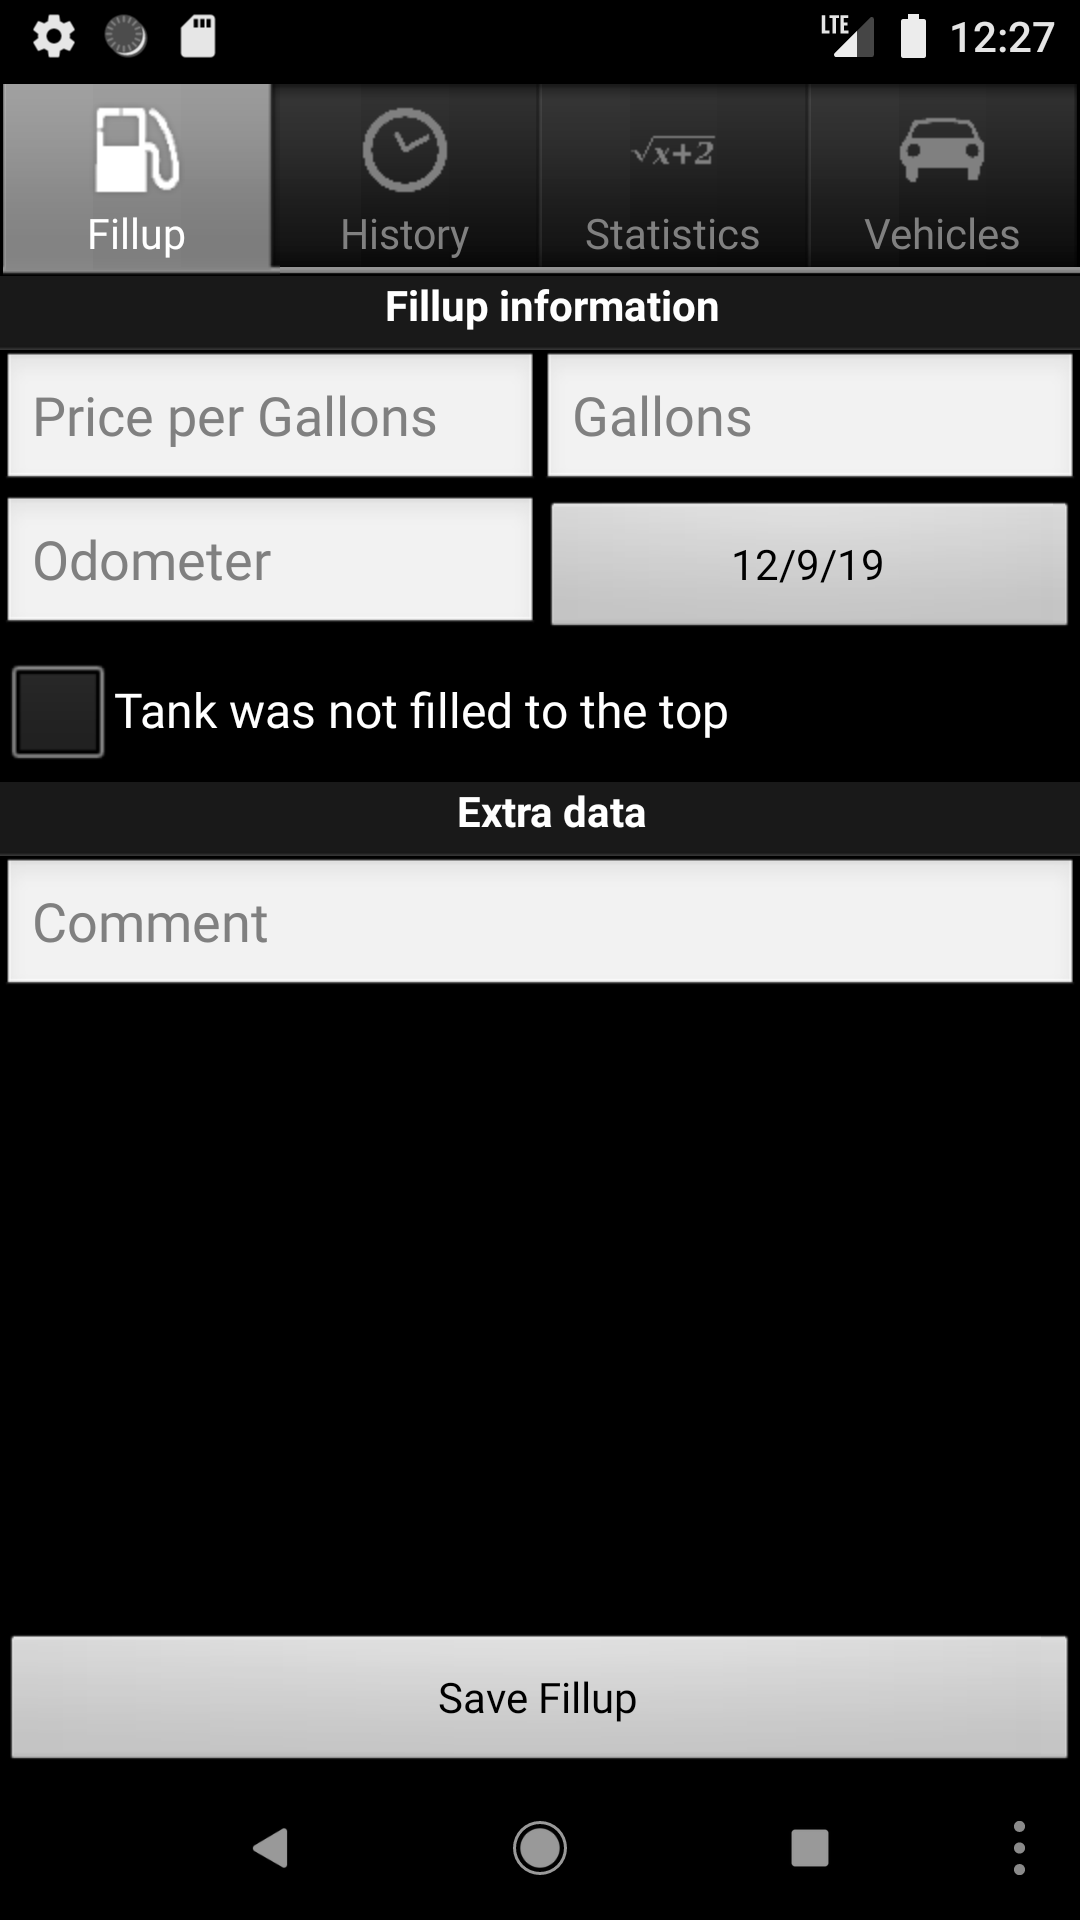 LTE 12:27
Fillup History √x+2 Statistics Vehicles
Fillup information
Price per Gallons Gallons
Odometer 12/9/19
Tank was not filled to the top
Extra data
Comment
Save Fillup